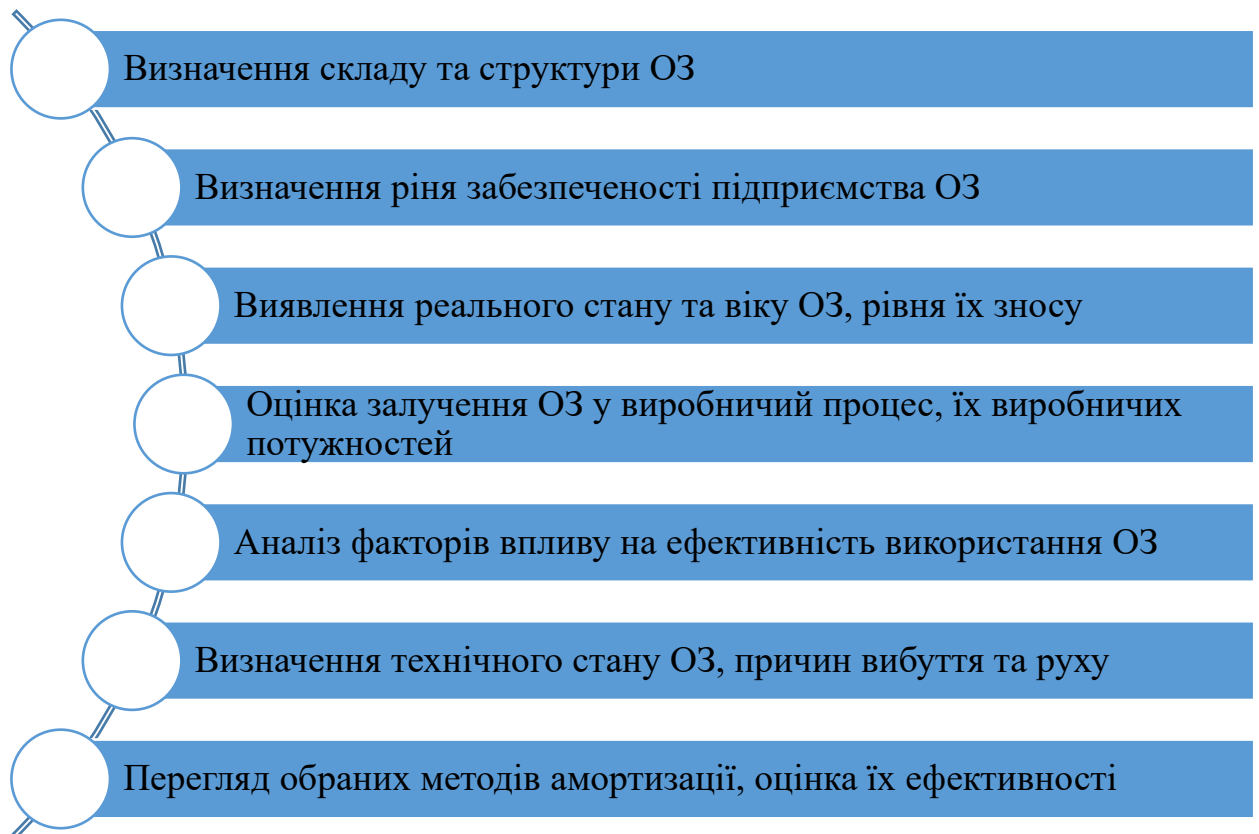 Визначення складу та структури ОЗ
Визначення ріня забезпеченості підприємства ОЗ
Виявлення реального стану та віку ОЗ, рівня їх зносу
Оцінка залучення ОЗ у виробничий процес, їх виробничих
потужностей
Аналіз факторів впливу на ефективність використання ОЗ
Визначення технічного стану ОЗ, причин вибуття та руху
Перегляд обраних методів амортизації, оцінка їх ефективності